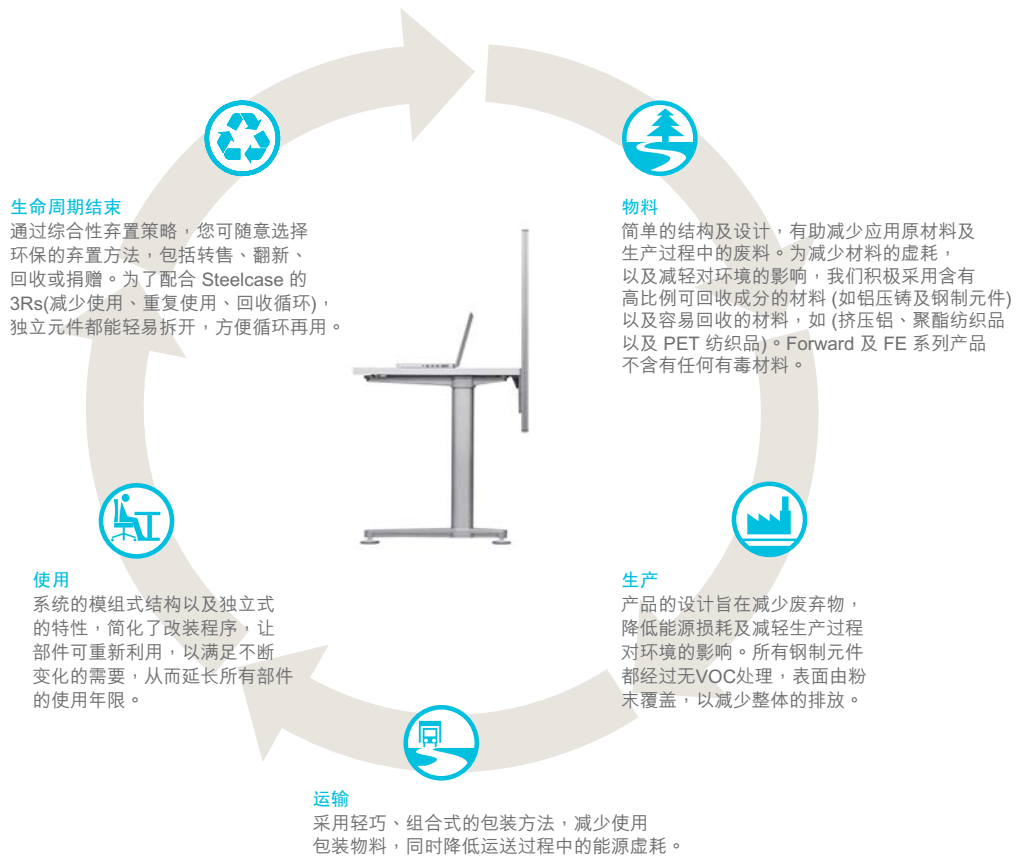 生命周期结束
通过综合性弃置策略，您可随意选择
环保的弃置方法，包括转售、翻新、
回收或捐赠。为了配合 Steelcase 的
3Rs(减少使用、重复使用、回收循环)，
独立元件都能轻易拆开，方便循环再用。
物料
简单的结构及设计，有助减少应用原材料及
生产过程中的废料。为减少材料的虚耗，
以及减轻对环境的影响，我们积极采用含有
高比例可回收成分的材料 (如铝压铸及钢制元件)
以及容易回收的材料，如 (挤压铝、聚酯纺织品
以及 PET 纺织品)。Forward 及 FE 系列产品
不含有任何有毒材料。
使用
系统的模组式结构以及独立式
的特性，简化了改装程序，让
部件可重新利用，以满足不断
变化的需要，从而延长所有部件
的使用年限。
生产
产品的设计旨在减少废弃物，
降低能源损耗及减轻生产过程
对环境的影响。所有钢制元件
都经过无VOC处理，表面由粉
末覆盖，以减少整体的排放。
运输
采用轻巧、组合式的包装方法，减少使用
包装物料，同时降低运送过程中的能源虚耗。